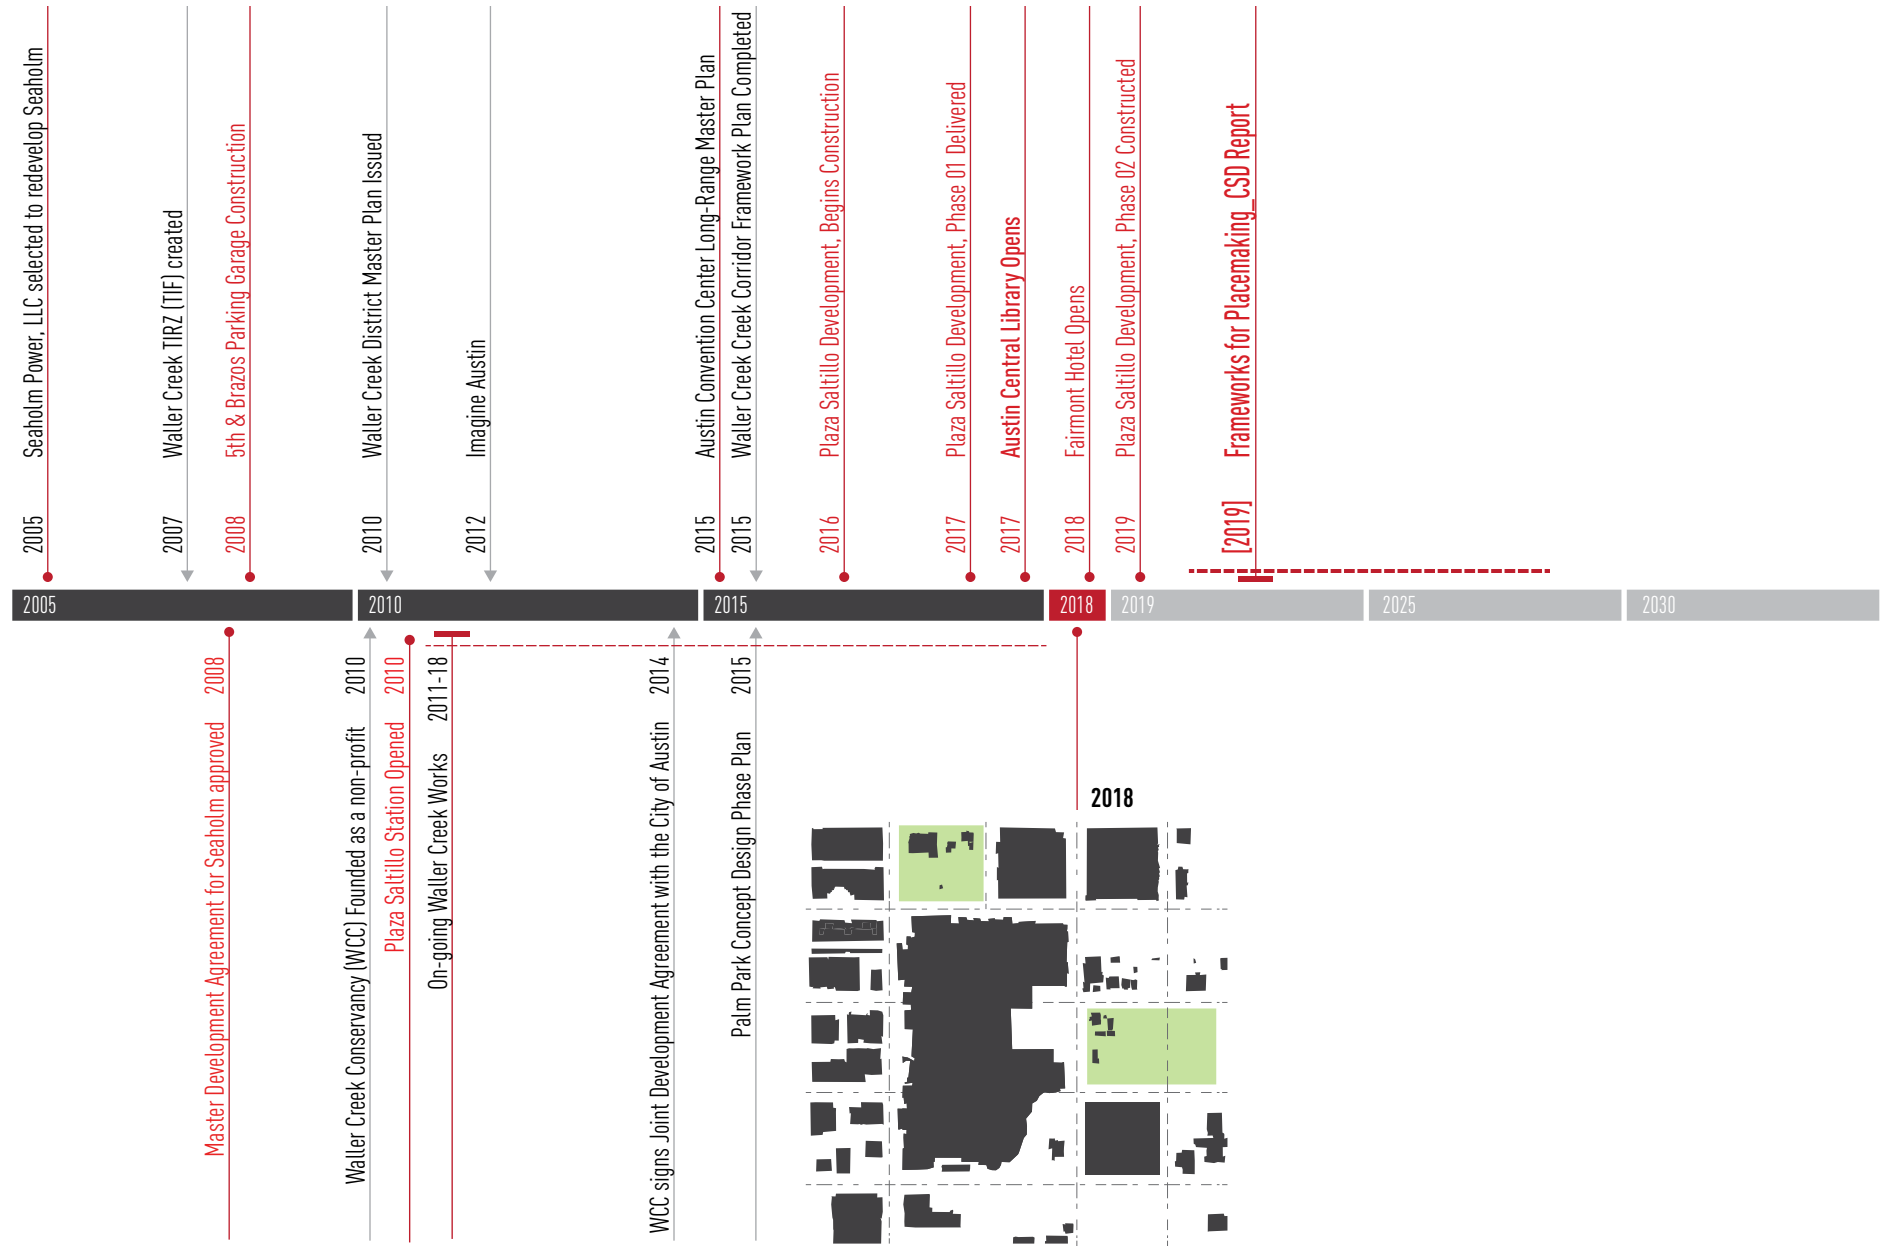 2005 Seaholm Power, LLC selected to redevelop Seaholm
2007 Waller Creek TIRZ (TIF) created
2008 5th & Brazos Parking Garage Construction
2010 Waller Creek District Master Plan Issued
2012 Imagine Austin
2015 Austin Convention Center Long-Range Master Plan
2015 Waller Creek Corridor Framework Plan Completed
2016 Plaza Saltillo Development, Begins Construction
2017 Plaza Saltillo Development, Phase 01 Delivered
2017 Austin Central Library Opens
2018 Fairmont Hotel Opens
2019 Plaza Saltillo Development, Phase 02 Constructed
[2019] Frameworks for Placemaking_CSD Report
2005
2010
2015
2018
2019
2025
2030
Master Development Agreement for Seaholm approved 2008
Waller Creek Conservancy (WCC) Founded as a non-profit 2010
Plaza Saltillo Station Opened 2010
On-going Waller Creek Works 2011-18
WCC signs Joint Development Agreement with the City of Austin 2014
Palm Park Concept Design Phase Plan 2015
2018